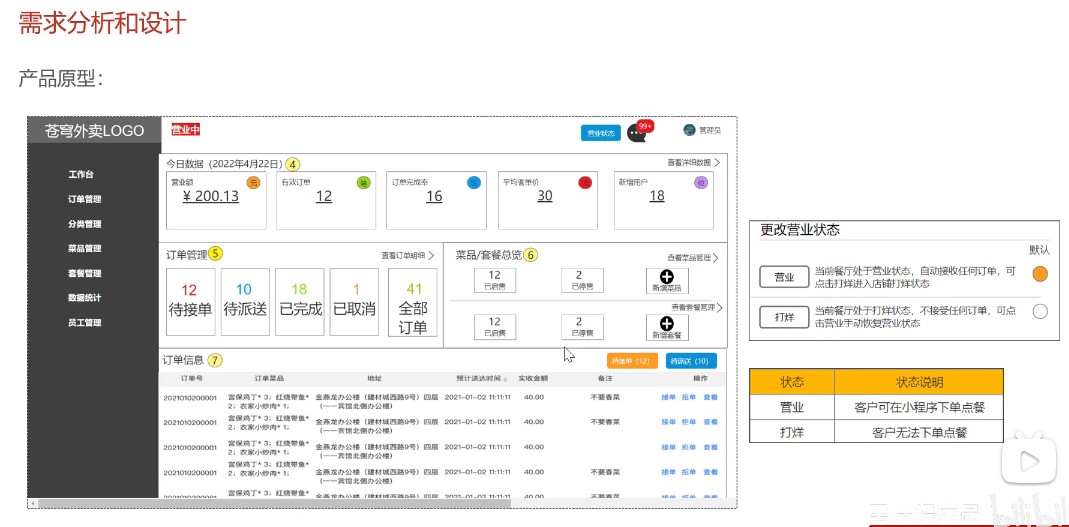 需求分析和设计
产品原型：
苍穹外卖LOGO
营业中
营业状态
99+
管理员
工作台
订单管理
分类管理
菜品管理
套餐管理
数据统计
员工管理
今日数据（2022年4月22日） 4
查看详细数据
营业额 元
¥ 200.13
有效订单
12
订单完成率
16
平均客单价
30
新增用户 位
18
订单管理 5
查看订单明细
12
待接单
10
待派送
18
已完成
1
已取消
41
全部
订单
菜品/套餐总览 6
查看菜品管理
12
已启售
2
已停售
新增菜品
查看套餐管理
12
已启售
2
已停售
新增套餐
订单信息 7
待接单（12）
待派送（10）
订单号 订单菜品 地址 预计送达时间 实收金额 备注 操作
2021010200001 宫保鸡丁* 3；红烧带鱼* 2；农家小炒肉* 1； 金燕龙办公楼（建材城西路9号）四层（一一宾馆北侧办公楼） 2021-01-02 11:11:11 40.00 不要香菜 接单 拒单 查看
2021010200001 宫保鸡丁* 3；红烧带鱼* 2；农家小炒肉* 1； 金燕龙办公楼（建材城西路9号）四层（一一宾馆北侧办公楼） 2021-01-02 11:11:11 40.00 不要香菜 接单 拒单 查看
2021010200001 宫保鸡丁* 3；红烧带鱼* 2；农家小炒肉* 1； 金燕龙办公楼（建材城西路9号）四层（一一宾馆北侧办公楼） 2021-01-02 11:11:11 40.00 接单 拒单 查看
2021010200001 宫保鸡丁* 3；红烧带鱼* 2；农家小炒肉* 1； 金燕龙办公楼（建材城西路9号）四层（一一宾馆北侧办公楼） 2021-01-02 11:11:11 40.00 不要香菜 接单 拒单 查看
2021010200001 宫保鸡丁* 3；红烧带鱼* 金燕龙办公楼（建材城西路9号）四层 2021-01-02 11:11:11 40.00 不要香菜 接单 拒单 查看
更改营业状态
默认
营业
当前餐厅处于营业状态，自动接收任何订单，可
点击打烊进入店铺打烊状态
打烊
当前餐厅处于打烊状态，不接受任何订单，可点
击营业手动恢复营业状态
状态 状态说明
营业 客户可在小程序下单点餐
打烊 客户无法下单点餐
bilibili